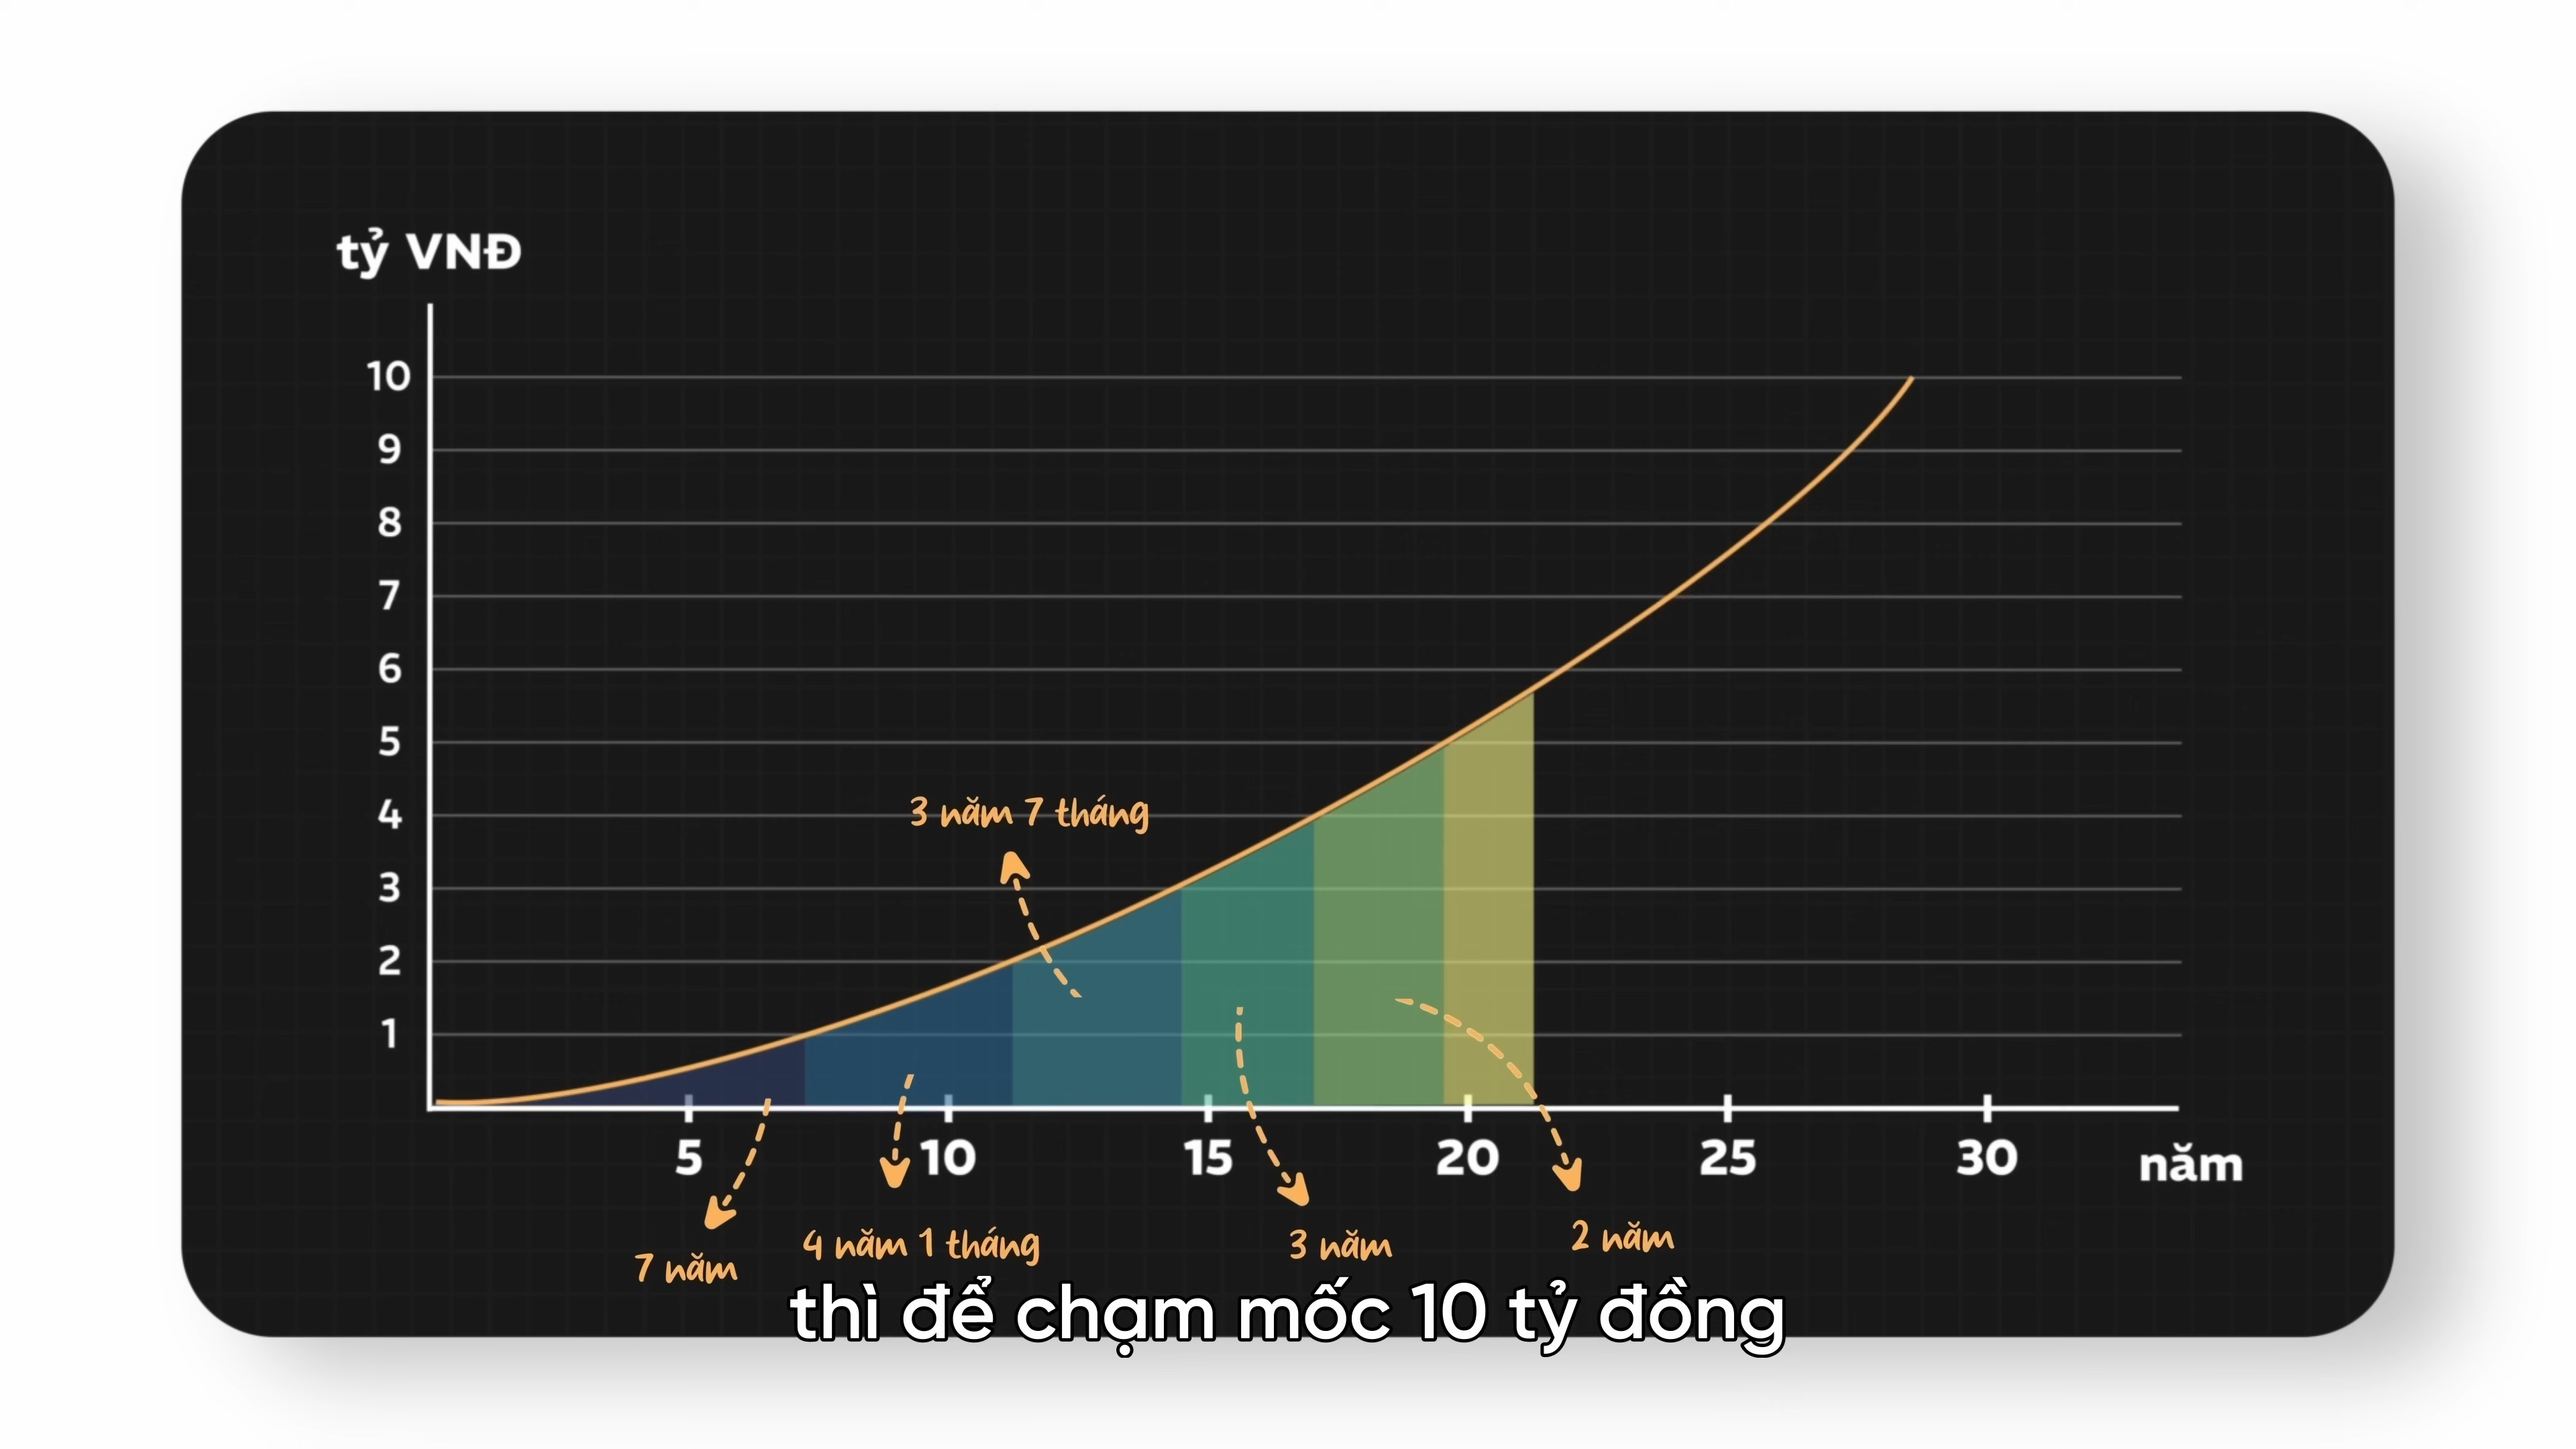 tỷ VNĐ
10
9
8
7
6
5
4
3
2
1
3 năm 7 tháng
5
10
15
20
25
30
năm
7 năm
4 năm 1 tháng
3 năm
2 năm
thì để chạm mốc 10 tỷ đồng